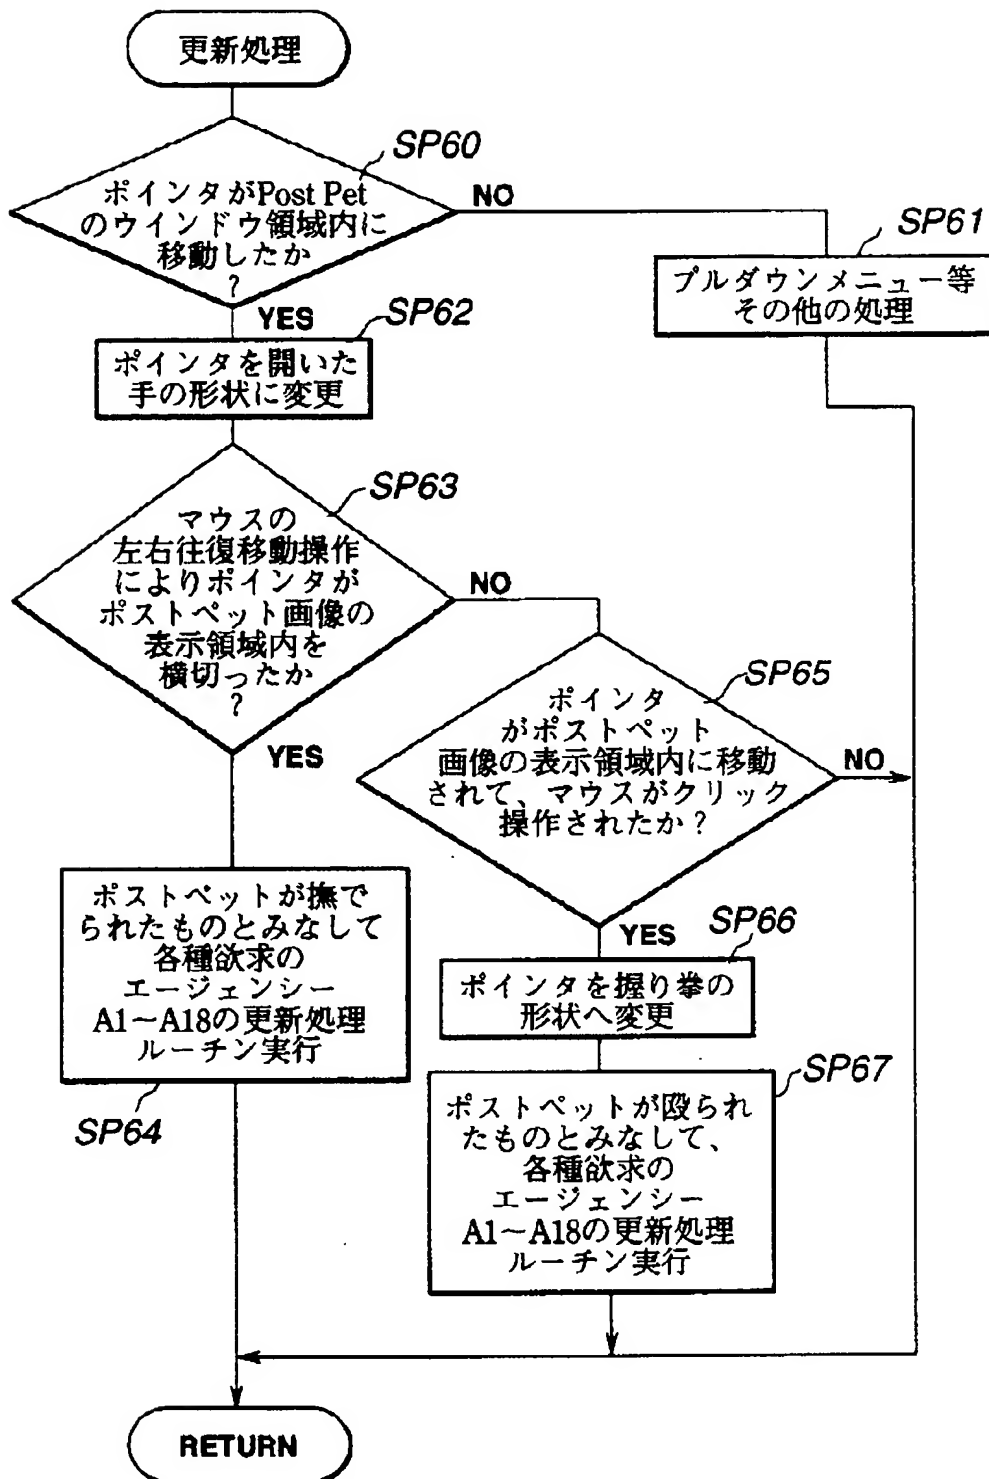 更新処理
SP60
ポインタがPost Pet
のウインドウ領域内に
移動したか
?
NO
YES
SP61
プルダウンメニュー等
その他の処理
SP62
ポインタを開いた
手の形状に変更
SP63
マウスの
左右往復移動操作
によりポインタが
ポストペット画像の
表示領域内を
横切ったか
?
NO
YES
SP65
ポインタ
がポストペット
画像の表示領域内に移動
されて、マウスがクリック
操作されたか?
NO
YES
ポストペットが撫で
られたものとみなして
各種欲求の
エージェンシー
A1~A18の更新処理
ルーチン実行
SP64
SP66
ポインタを握り拳の
形状へ変更
SP67
ポストペットが殴られ
たものとみなして、
各種欲求の
エージェンシー
A1~A18の更新処理
ルーチン実行
RETURN